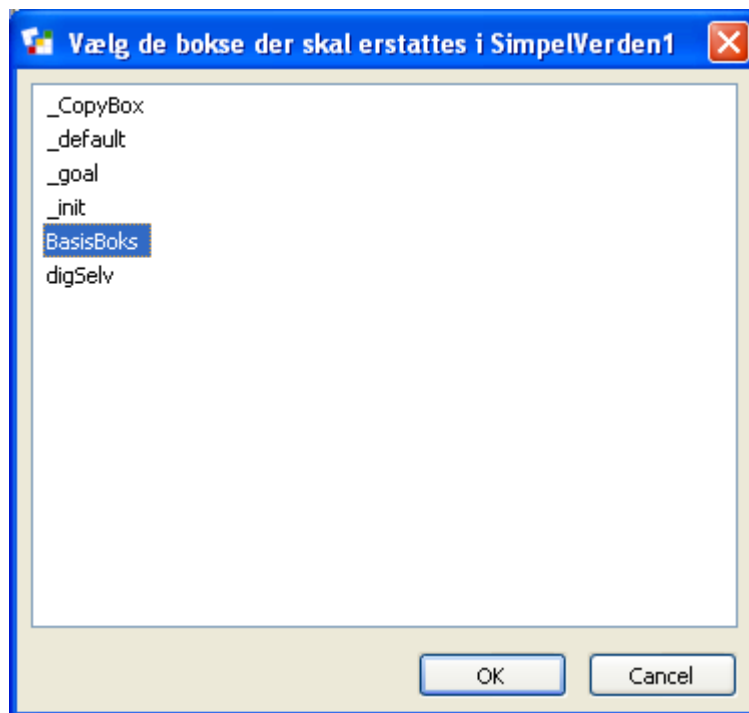 Vælg de bokse der skal erstattes i SimpelVerden1
_CopyBox
_default
_goal
_init
BasisBoks
digSelv
OK Cancel